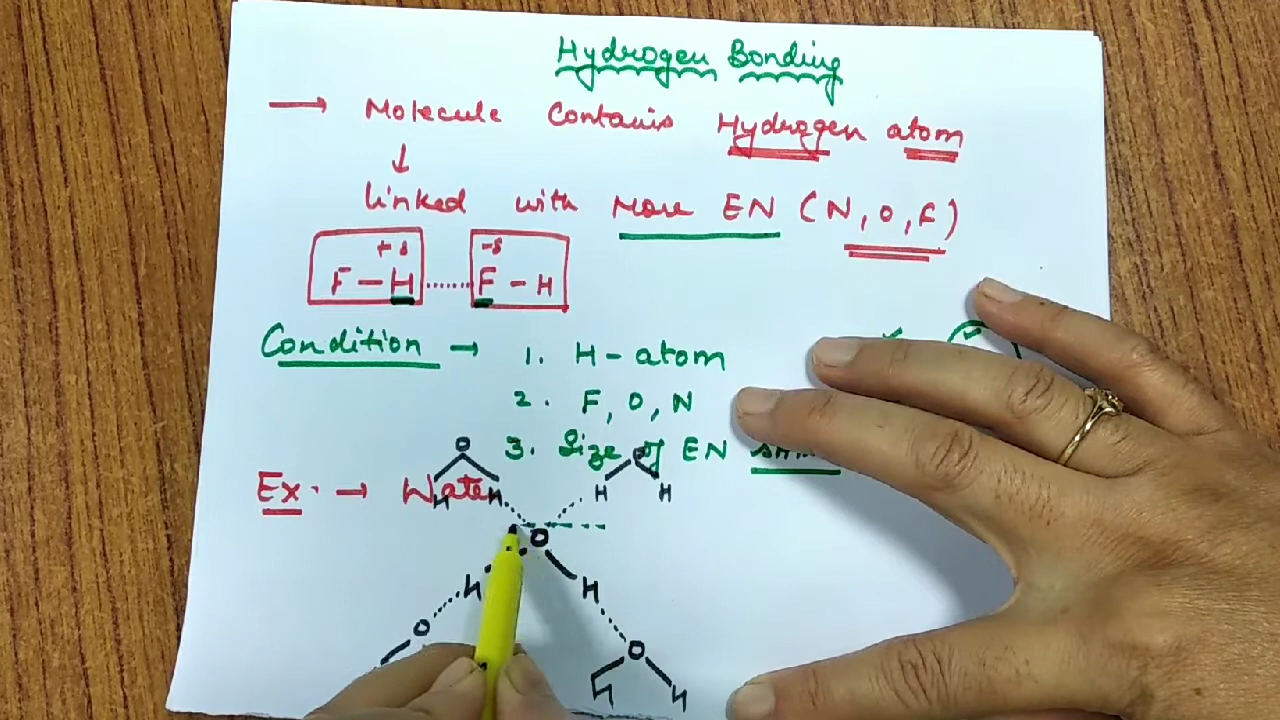 Hydrogen Bonding
→ Molecule Contains Hydrogen atom
↓
linked with More EN (N, O, F)
+δ -δ
F - H ...... F - H
Condition → 1. H-atom
2. F, O, N
3. Size of EN
Ex. → Water
O
H H H H
O
H H
O O
H H